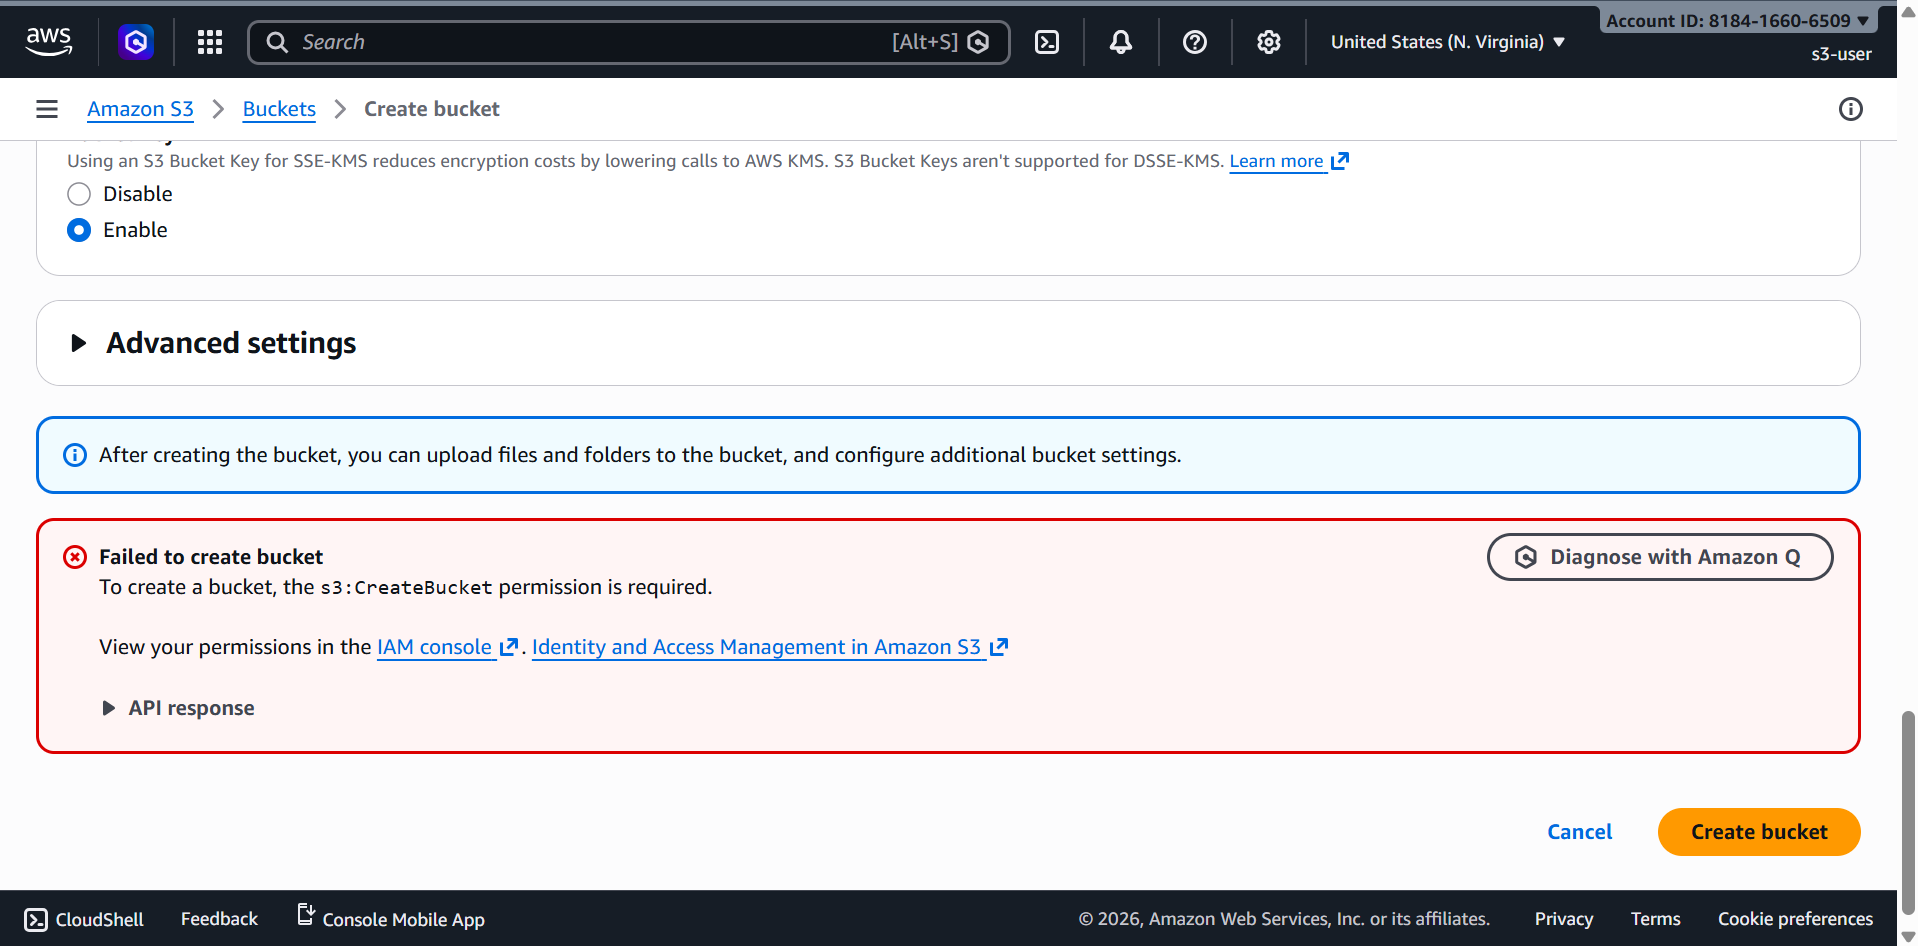 aws
Search [Alt+S]
United States (N. Virginia)
Account ID: 8184-1660-6509
s3-user
Amazon S3 > Buckets > Create bucket
Using an S3 Bucket Key for SSE-KMS reduces encryption costs by lowering calls to AWS KMS. S3 Bucket Keys aren't supported for DSSE-KMS. Learn more
Disable
Enable
Advanced settings
After creating the bucket, you can upload files and folders to the bucket, and configure additional bucket settings.
Failed to create bucket
Diagnose with Amazon Q
To create a bucket, the s3:CreateBucket permission is required.
View your permissions in the IAM console . Identity and Access Management in Amazon S3
API response
Cancel
Create bucket
CloudShell Feedback Console Mobile App © 2026, Amazon Web Services, Inc. or its affiliates. Privacy Terms Cookie preferences